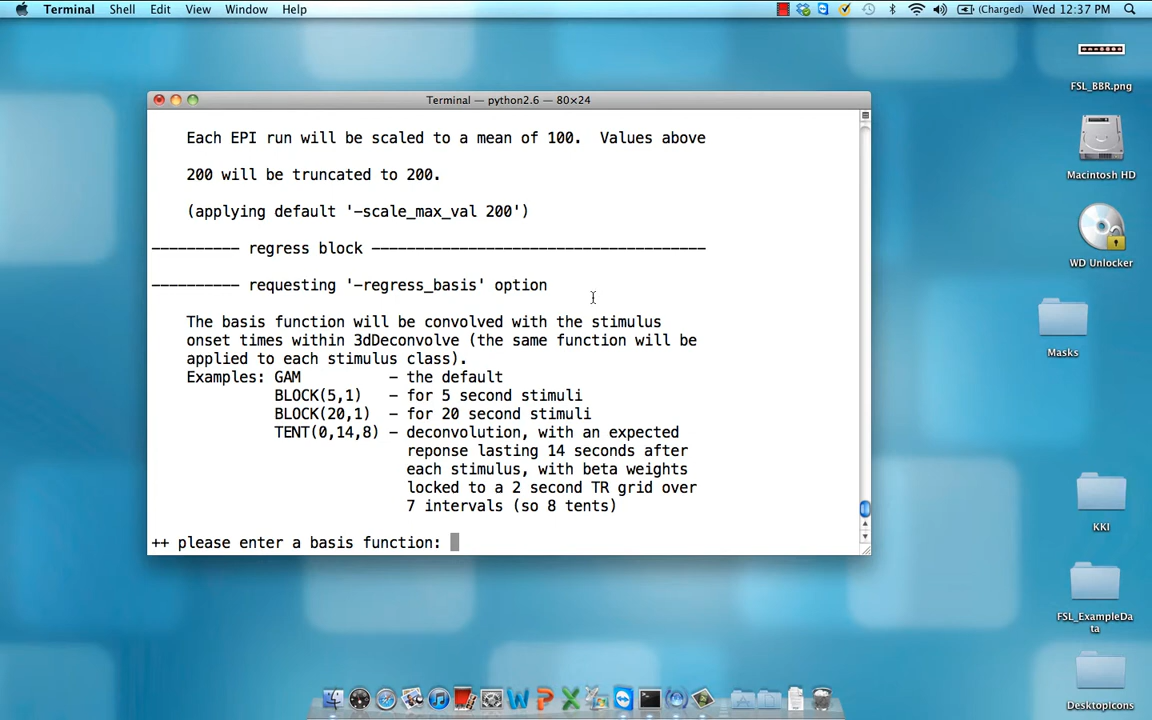 Terminal Shell Edit View Window Help (Charged) Wed 12:37 PM
FSL_BBR.png
Macintosh HD
WD Unlocker
Masks
KKI
FSL_ExampleDa
ta
DesktopIcons
Terminal — python2.6 — 80×24
Each EPI run will be scaled to a mean of 100. Values above
200 will be truncated to 200.
(applying default '-scale_max_val 200')
---------- regress block --------------------------------------
---------- requesting '-regress_basis' option
The basis function will be convolved with the stimulus
onset times within 3dDeconvolve (the same function will be
applied to each stimulus class).
Examples: GAM - the default
BLOCK(5,1) - for 5 second stimuli
BLOCK(20,1) - for 20 second stimuli
TENT(0,14,8) - deconvolution, with an expected
reponse lasting 14 seconds after
each stimulus, with beta weights
locked to a 2 second TR grid over
7 intervals (so 8 tents)
++ please enter a basis function: